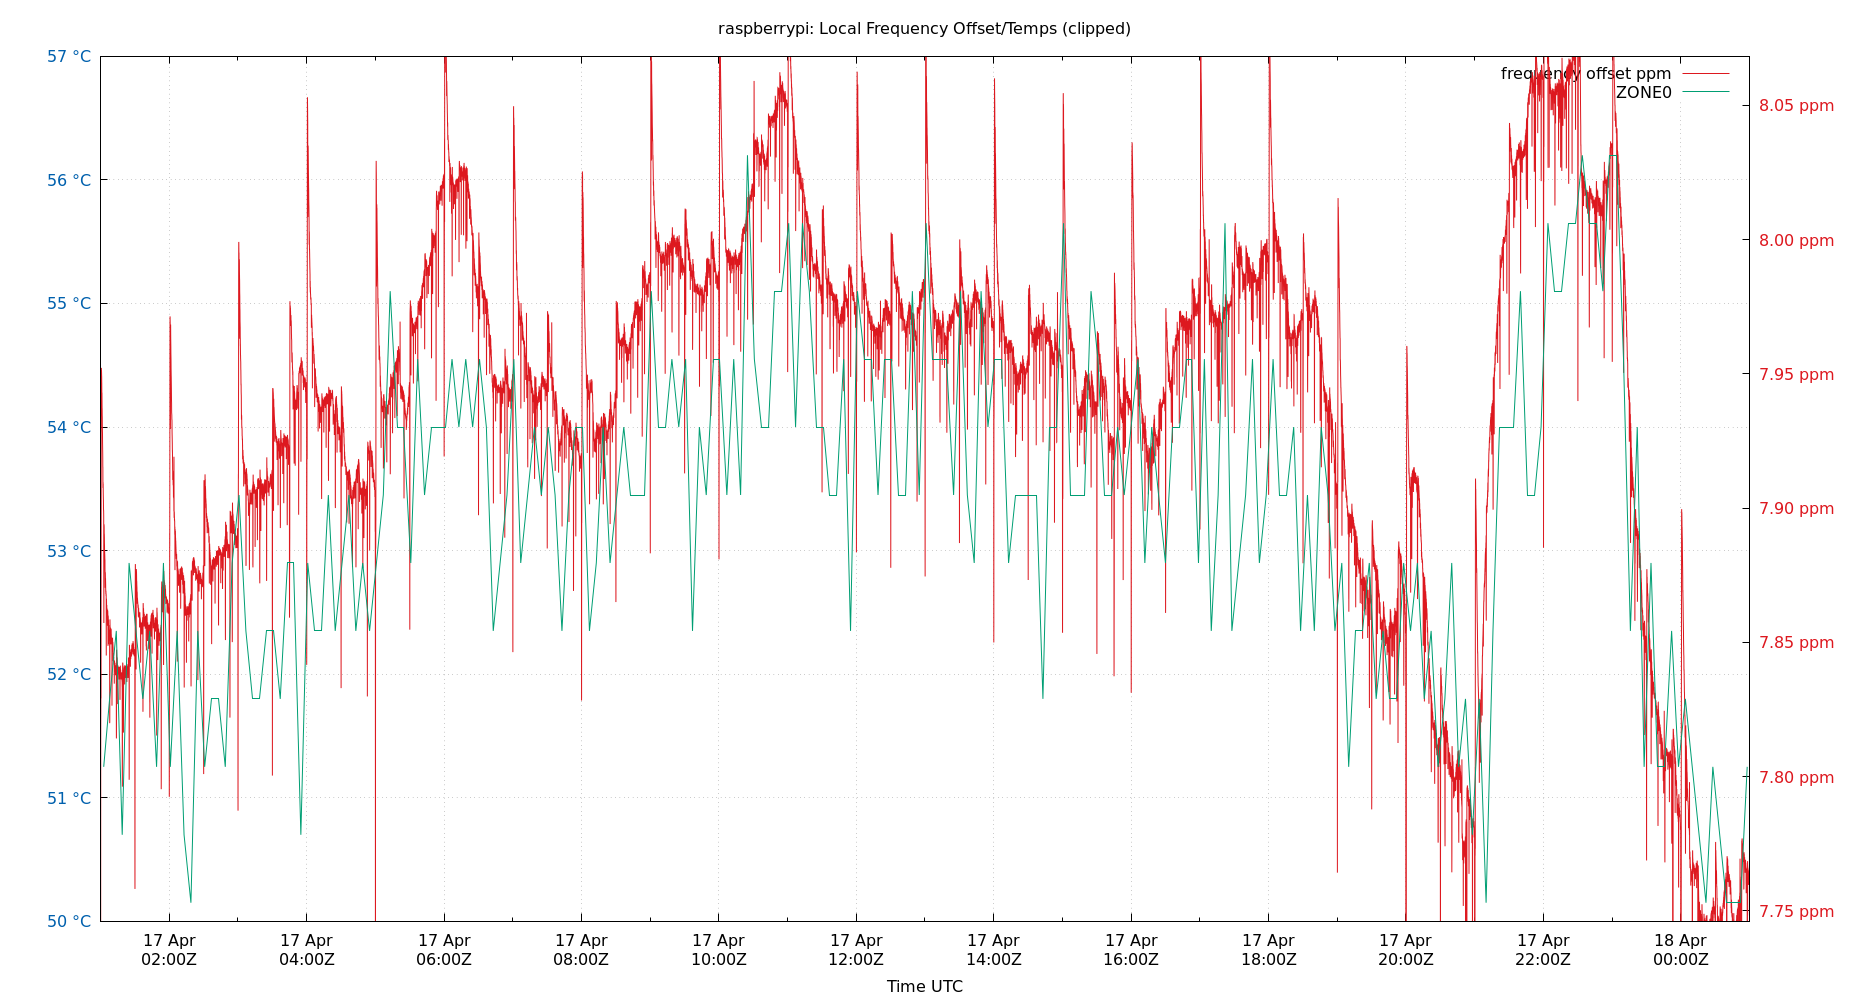 raspberrypi: Local Frequency Offset/Temps (clipped)
57 °C
56 °C
55 °C
54 °C
53 °C
52 °C
51 °C
50 °C
frequency offset ppm
ZONE0
8.05 ppm
8.00 ppm
7.95 ppm
7.90 ppm
7.85 ppm
7.80 ppm
7.75 ppm
17 Apr 17 Apr 17 Apr 17 Apr 17 Apr 17 Apr 17 Apr 17 Apr 17 Apr 17 Apr 17 Apr 18 Apr
02:00Z 04:00Z 06:00Z 08:00Z 10:00Z 12:00Z 14:00Z 16:00Z 18:00Z 20:00Z 22:00Z 00:00Z
Time UTC